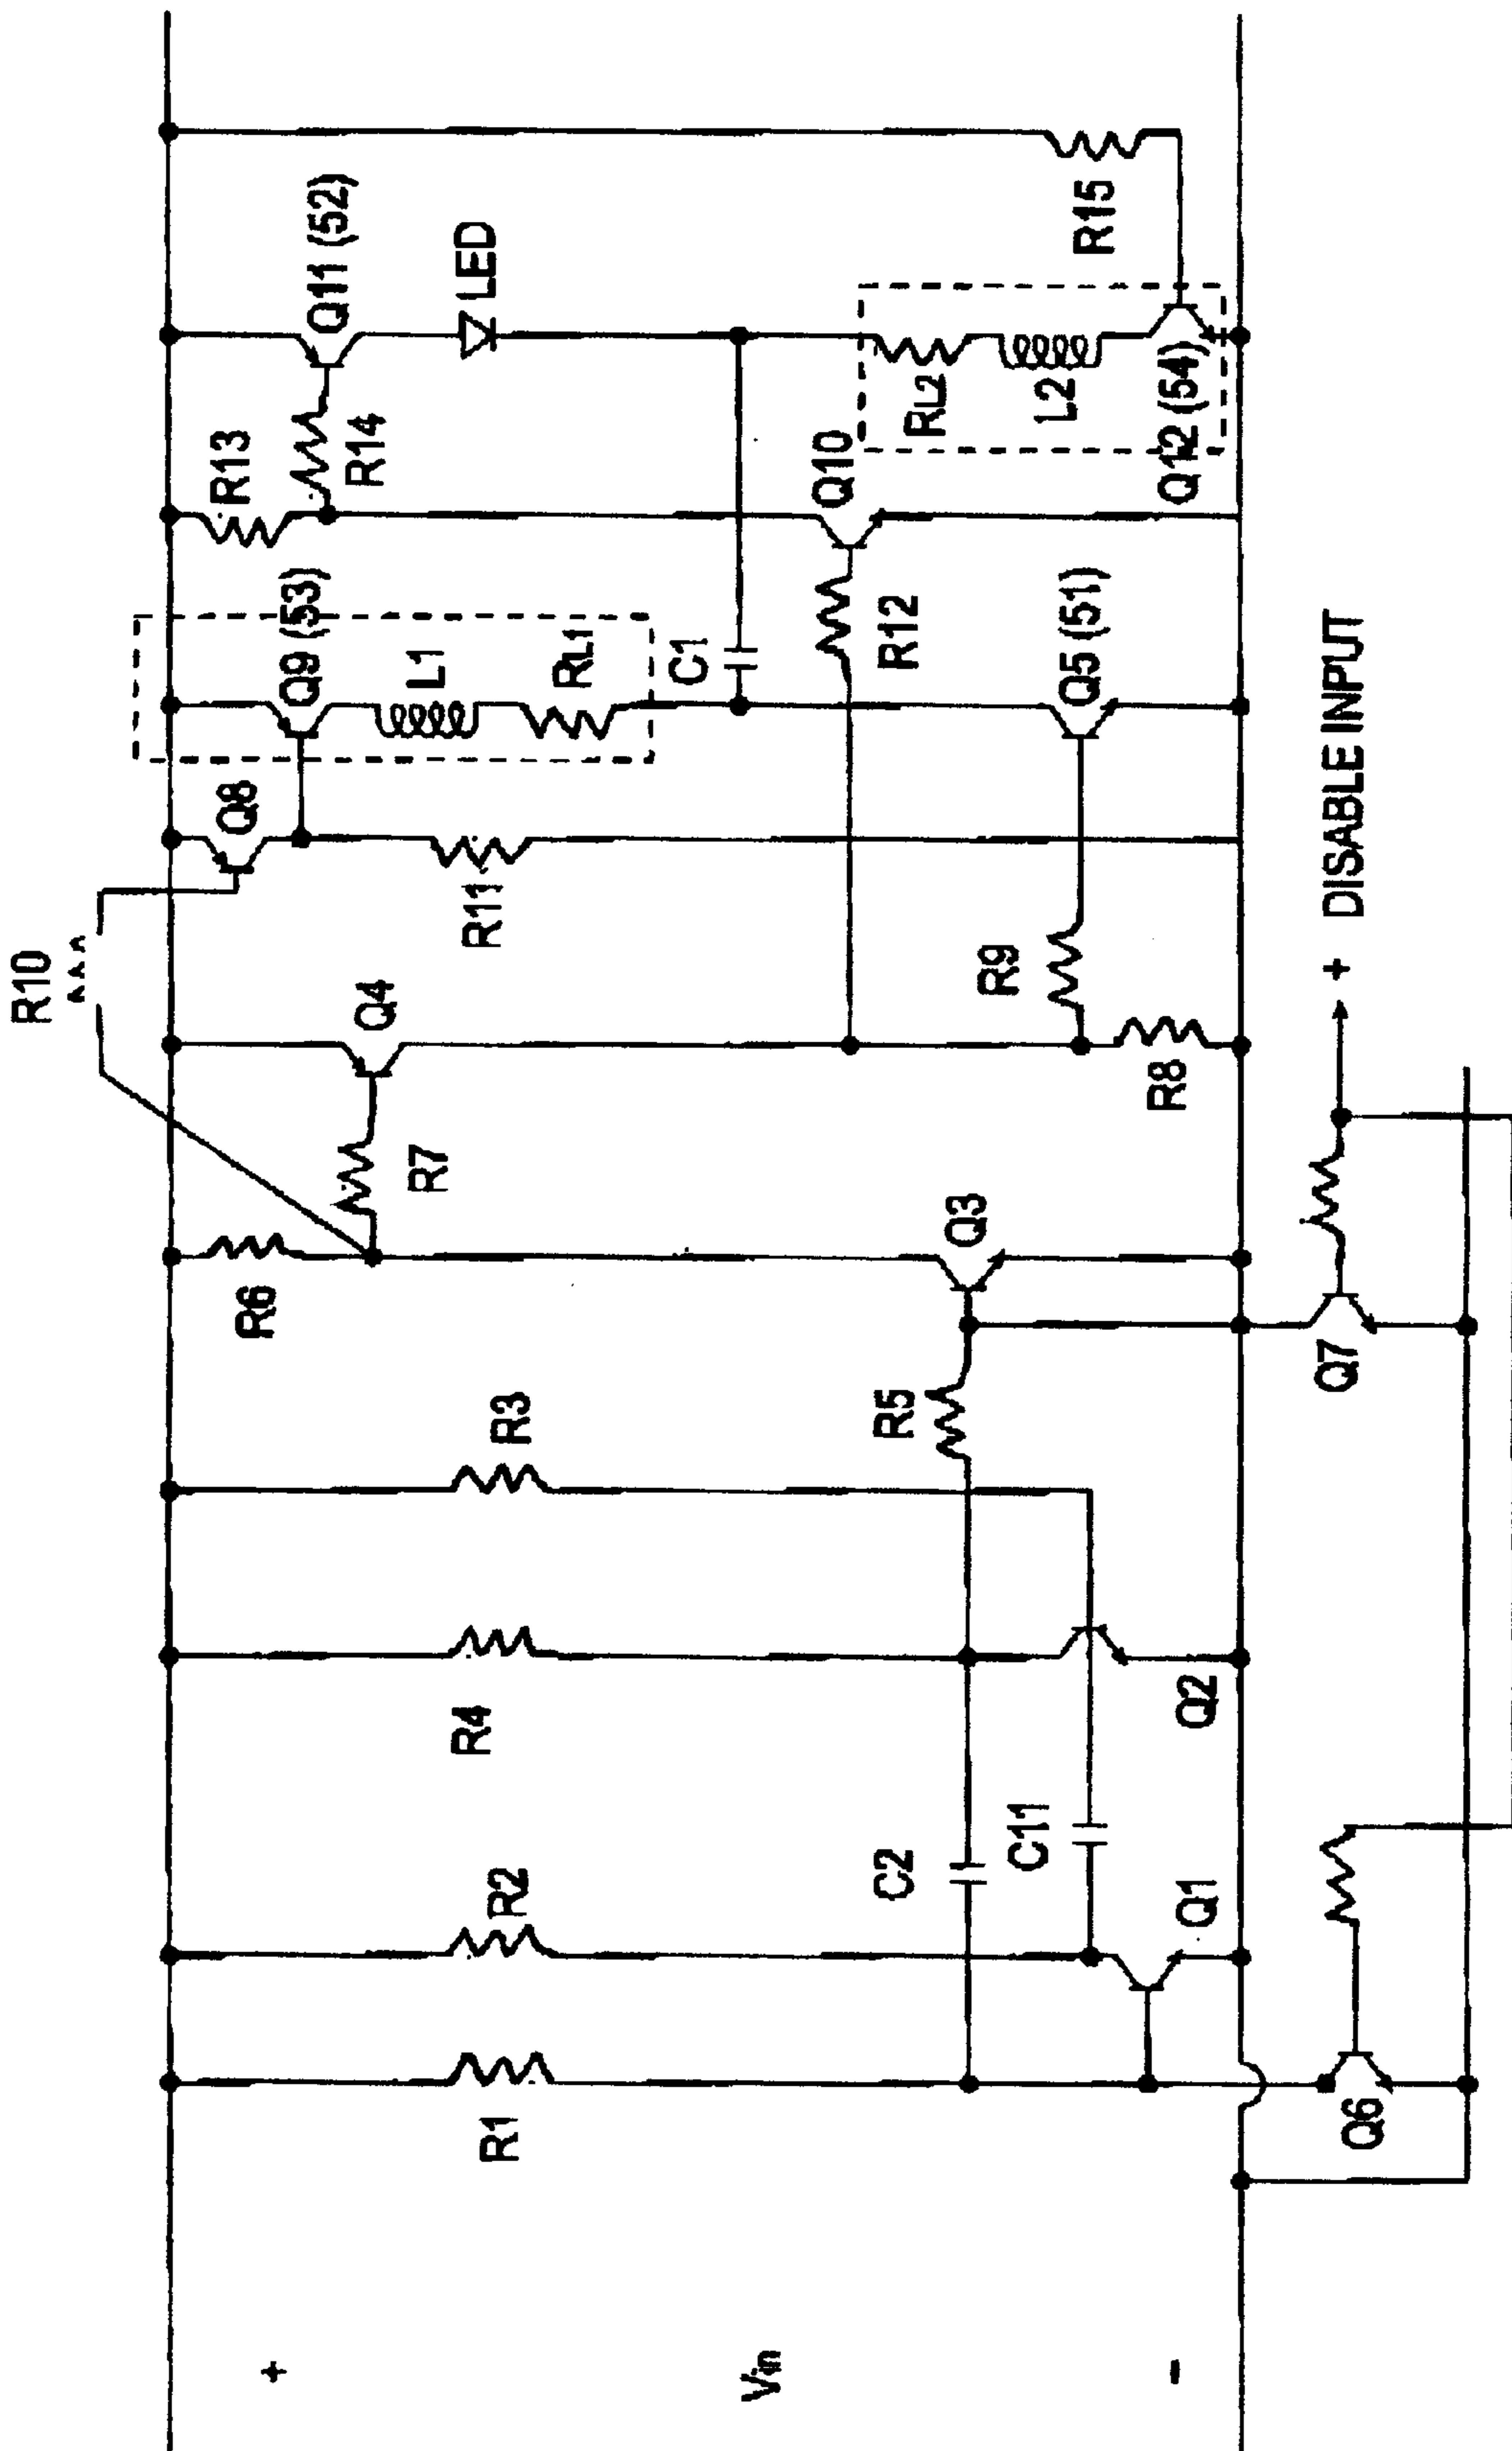 R10
R13
Q11 (52)
LED
R14
R15
Q9 (53)
L1
RL1
C1
Q10
R12
RL2
L2
Q12 (54)
Q8
R11
Q4
R7
R9
R8
Q5 (51)
R6
Q3
R3
R5
R4
R2
R1
C2
C11
Q1
Q2
Q7
Q6
+ DISABLE INPUT
+
Vin
-